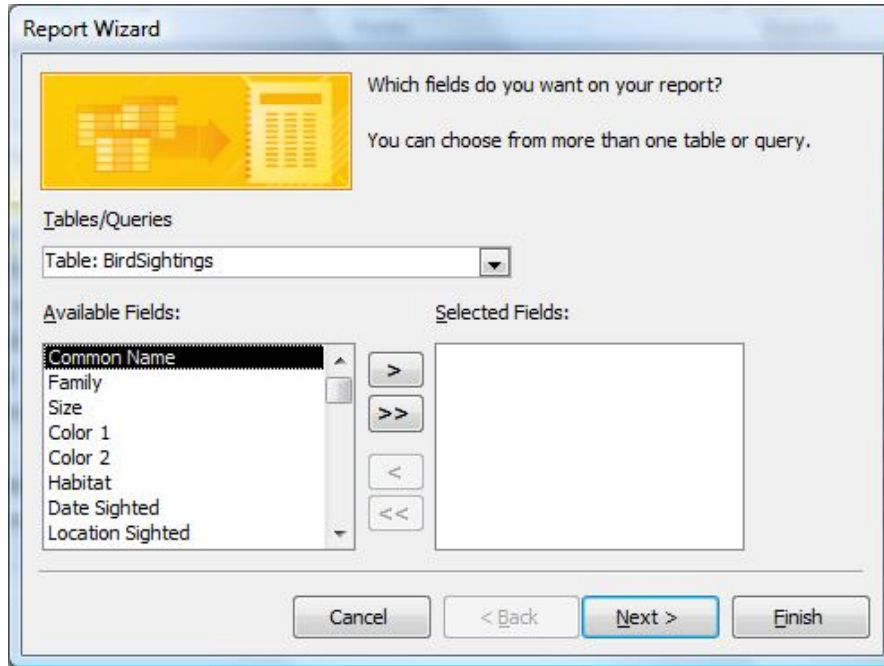 Report Wizard
Which fields do you want on your report?
You can choose from more than one table or query.
Tables/Queries
Table: BirdSightings
Available Fields:
Selected Fields:
Common Name
Family
Size
Color 1
Color 2
Habitat
Date Sighted
Location Sighted
>
>>
<
<<
Cancel
< Back
Next >
Finish